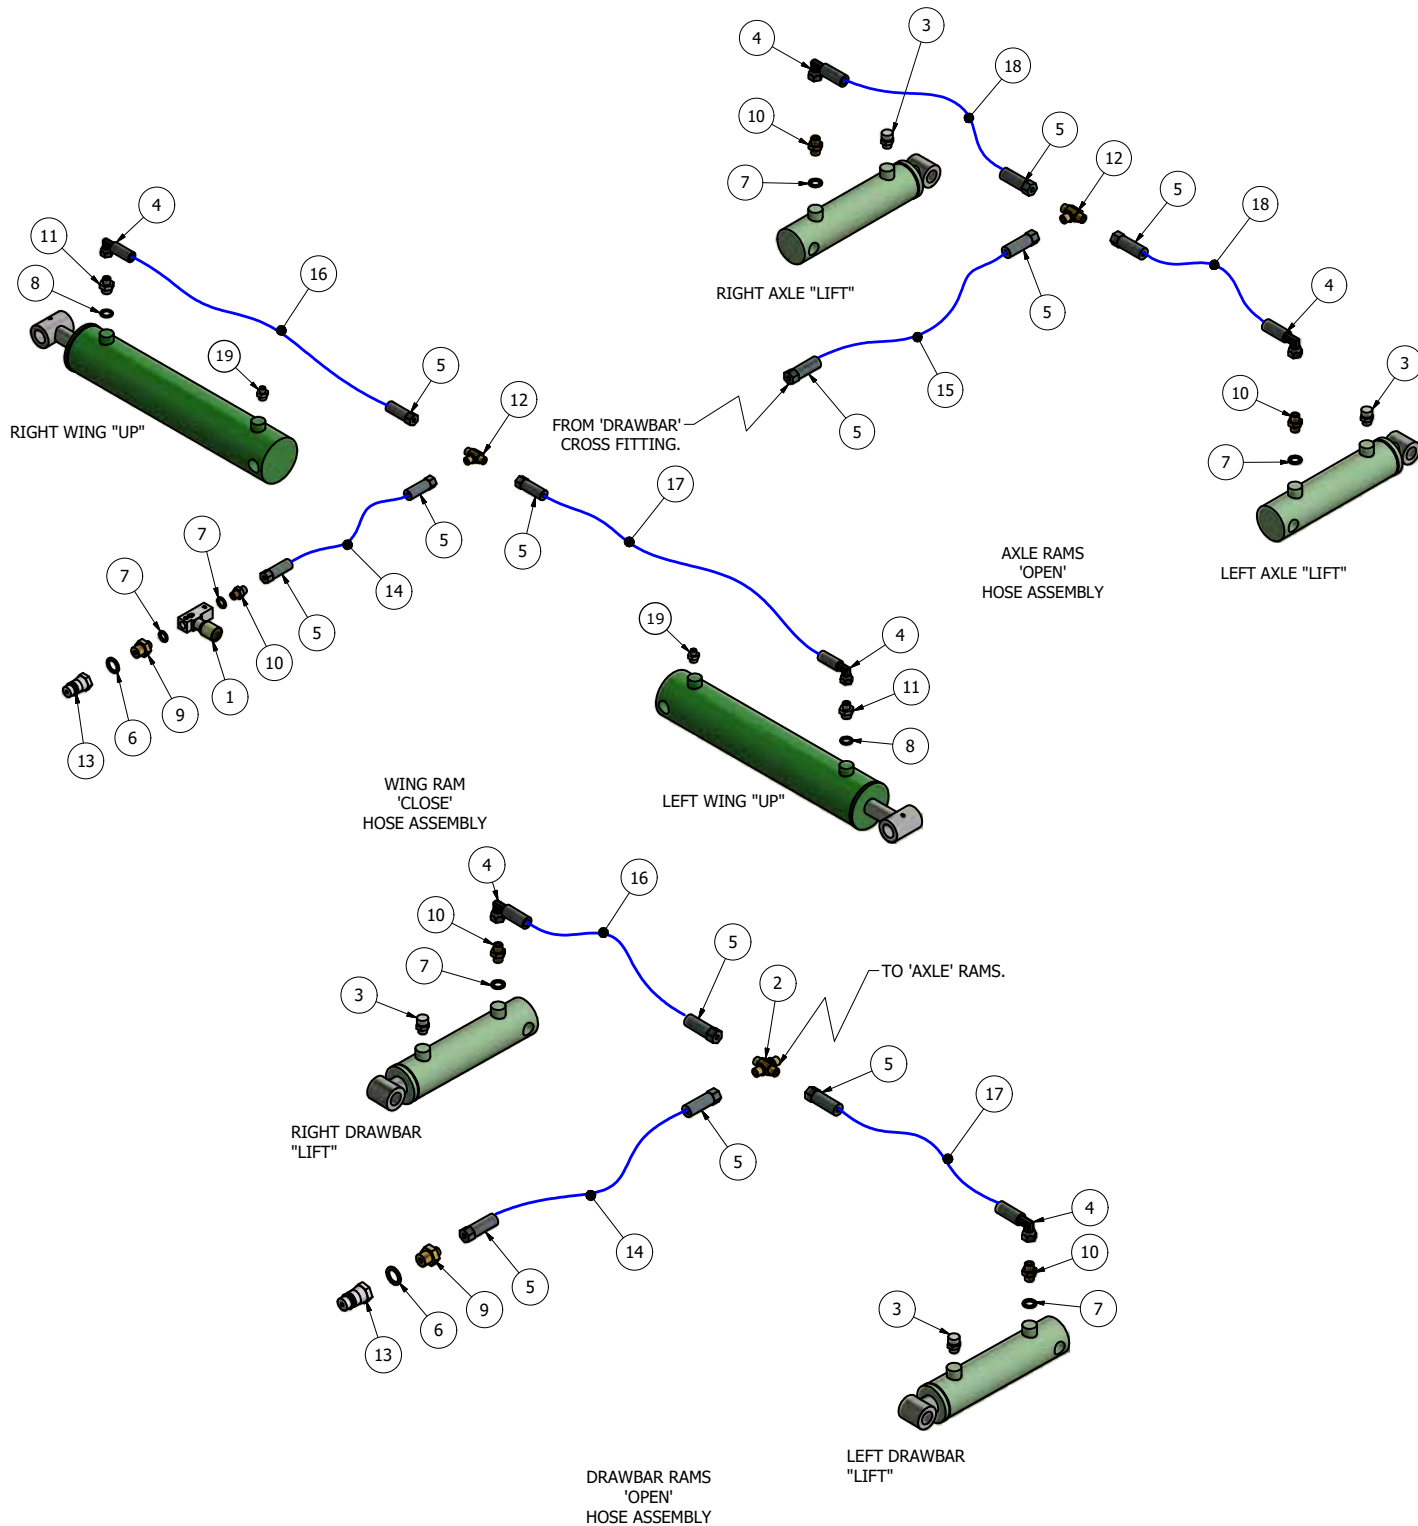 3
4
18
10
5
12
7
5
18
4
11
16
8
RIGHT AXLE "LIFT"
5
4
3
19
5
15
10
RIGHT WING "UP"
12
FROM 'DRAWBAR'
CROSS FITTING.
5
7
17
7
5
5
AXLE RAMS
'OPEN'
HOSE ASSEMBLY
LEFT AXLE "LIFT"
7
14
5
19
4
10
1
11
9
6
13
8
WING RAM
'CLOSE'
HOSE ASSEMBLY
LEFT WING "UP"
4
16
10
5
7
2
TO 'AXLE' RAMS.
3
5
17
RIGHT DRAWBAR
"LIFT"
5
4
14
10
5
9
6
13
3
7
LEFT DRAWBAR
"LIFT"
DRAWBAR RAMS
'OPEN'
HOSE ASSEMBLY